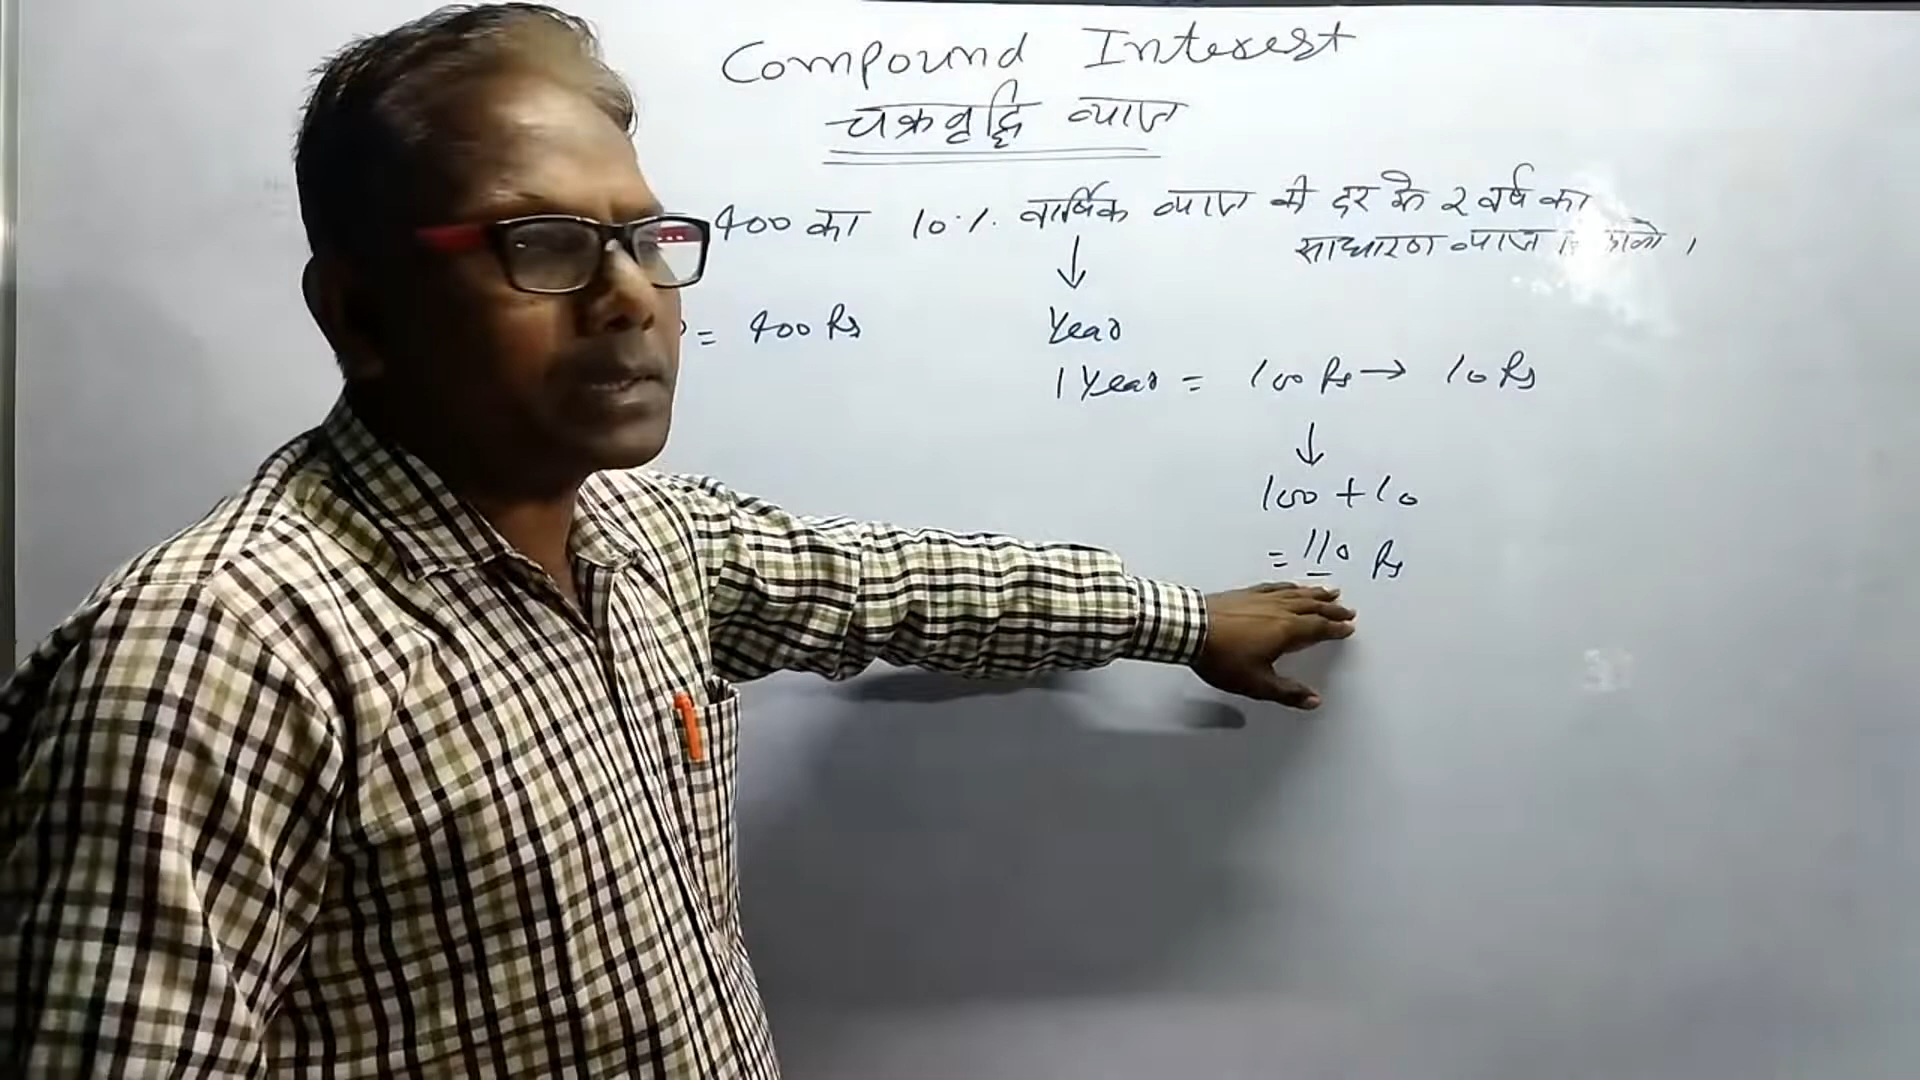 Compound Interest
चक्रवृद्धि व्याज
400 का 10% वार्षिक व्याज की दर के 2 वर्ष का
साधारण व्याज
= 400 Rs
Year
1 Year = 100 Rs → 10 Rs
100 + 10
= 110 Rs